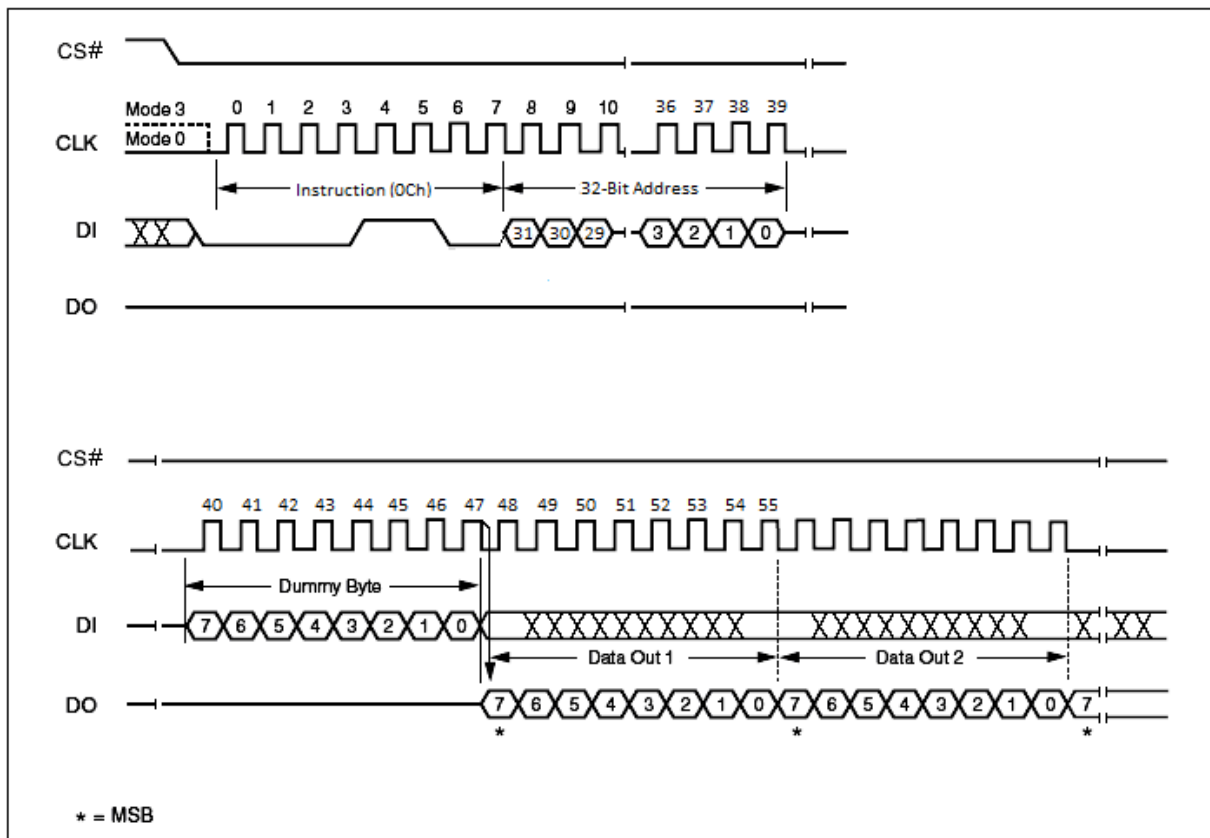 CS#
Mode 3 0 1 2 3 4 5 6 7 8 9 10 36 37 38 39
CLK Mode 0
Instruction (0Ch) 32-Bit Address
DI 31 30 29 3 2 1 0
DO
CS#
40 41 42 43 44 45 46 47 48 49 50 51 52 53 54 55
CLK
Dummy Byte
DI 7 6 5 4 3 2 1 0
Data Out 1 Data Out 2
DO 7 6 5 4 3 2 1 0 7 6 5 4 3 2 1 0 7
* * *
* = MSB